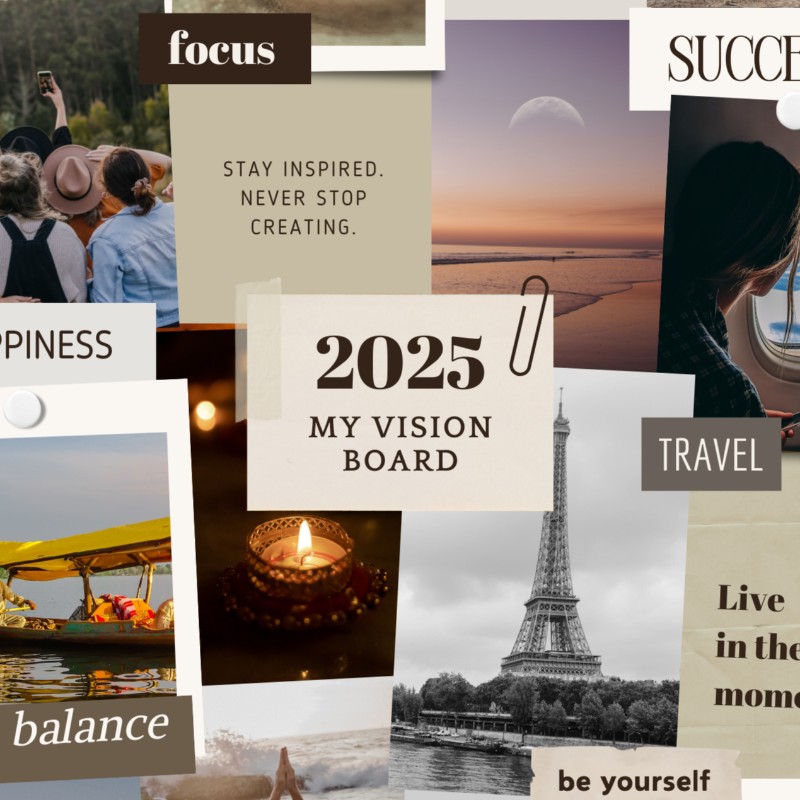 focus
SUCCE
STAY INSPIRED.
NEVER STOP
CREATING.
PPINESS
2025
MY VISION
BOARD
TRAVEL
Live
in the
mome
balance
be yourself